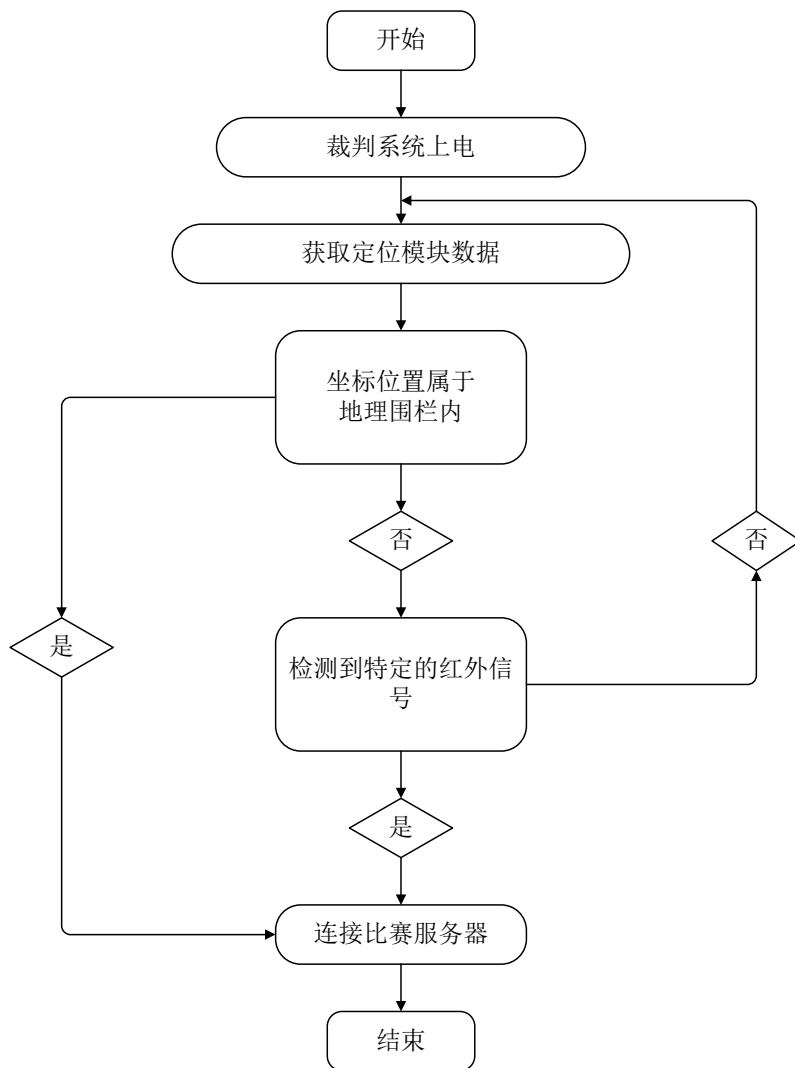 开始
裁判系统上电
获取定位模块数据
坐标位置属于
地理围栏内
否
否
是
检测到特定的红外信
号
是
连接比赛服务器
结束